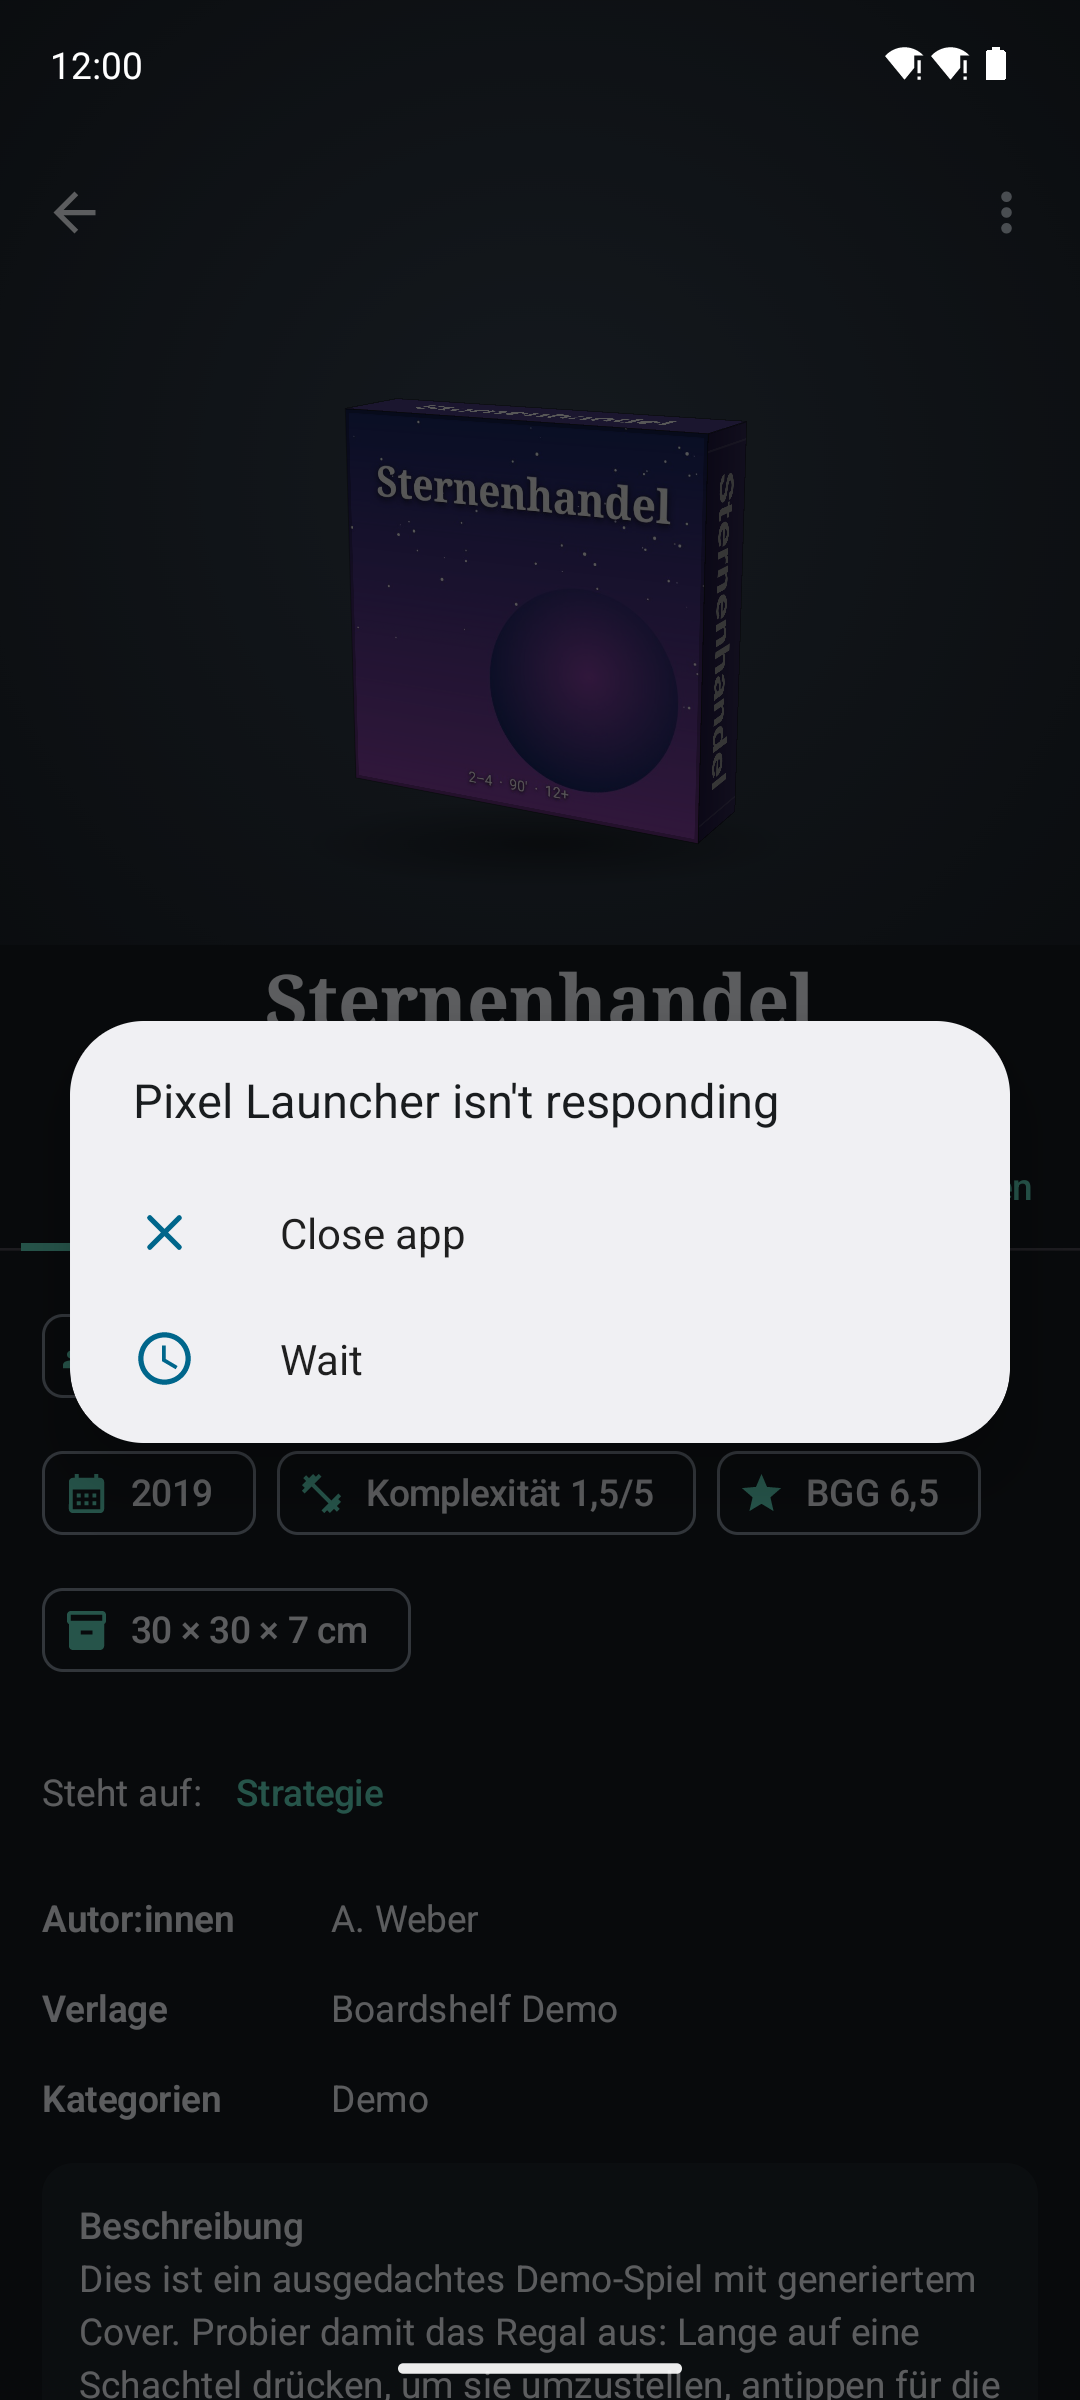 12:00
Sternenhandel
Sternenhandel
Sternenhandel
2–4 · 90' · 12+
Sternenhandel
Pixel Launcher isn't responding
Close app
Wait
2019
Komplexität 1,5/5
BGG 6,5
30 × 30 × 7 cm
Steht auf: Strategie
Autor:innen A. Weber
Verlage Boardshelf Demo
Kategorien Demo
Beschreibung
Dies ist ein ausgedachtes Demo-Spiel mit generiertem
Cover. Probier damit das Regal aus: Lange auf eine
Schachtel drücken, um sie umzustellen, antippen für die